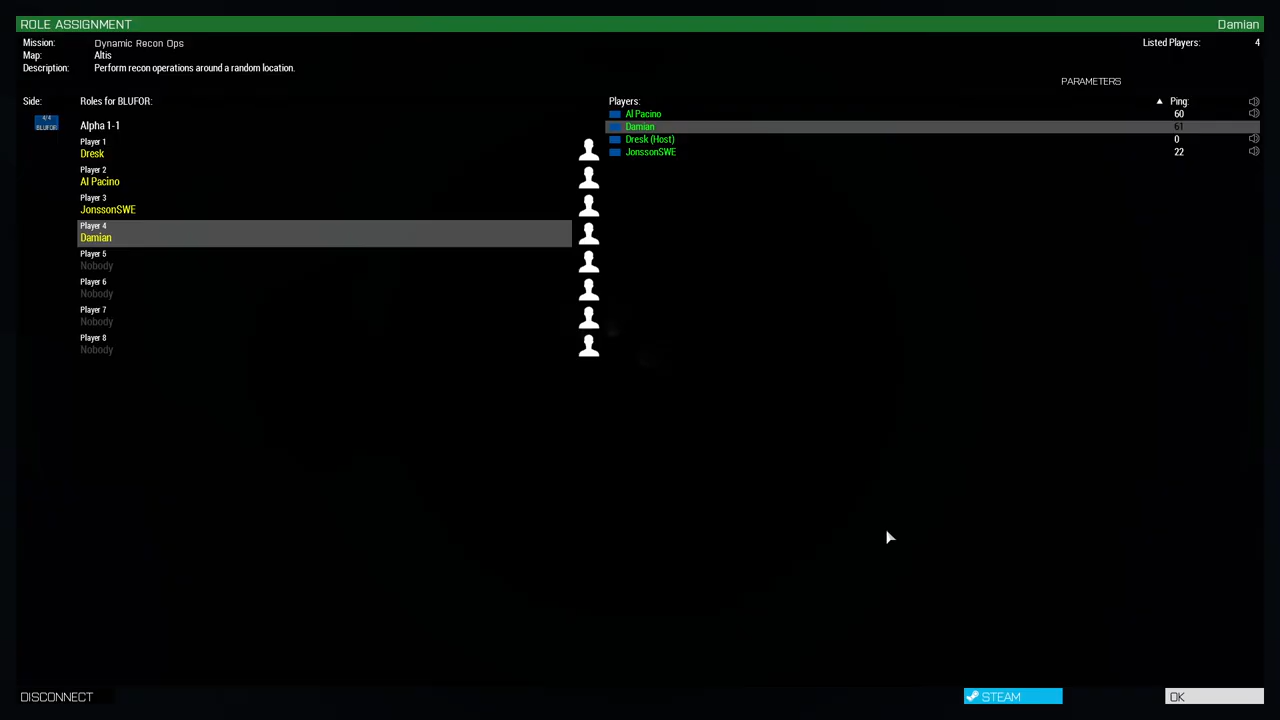 ROLE ASSIGNMENT Damian
Mission: Dynamic Recon Ops Listed Players: 4
Map: Altis
Description: Perform recon operations around a random location.
PARAMETERS
Side: Roles for BLUFOR: Players: Ping:
4/4
BLUFOR
Alpha 1-1
Player 1
Dresk
Player 2
Al Pacino
Player 3
JonssonSWE
Player 4
Damian
Player 5
Nobody
Player 6
Nobody
Player 7
Nobody
Player 8
Nobody
Al Pacino 60
Damian 61
Dresk (Host) 0
JonssonSWE 22
DISCONNECT STEAM OK